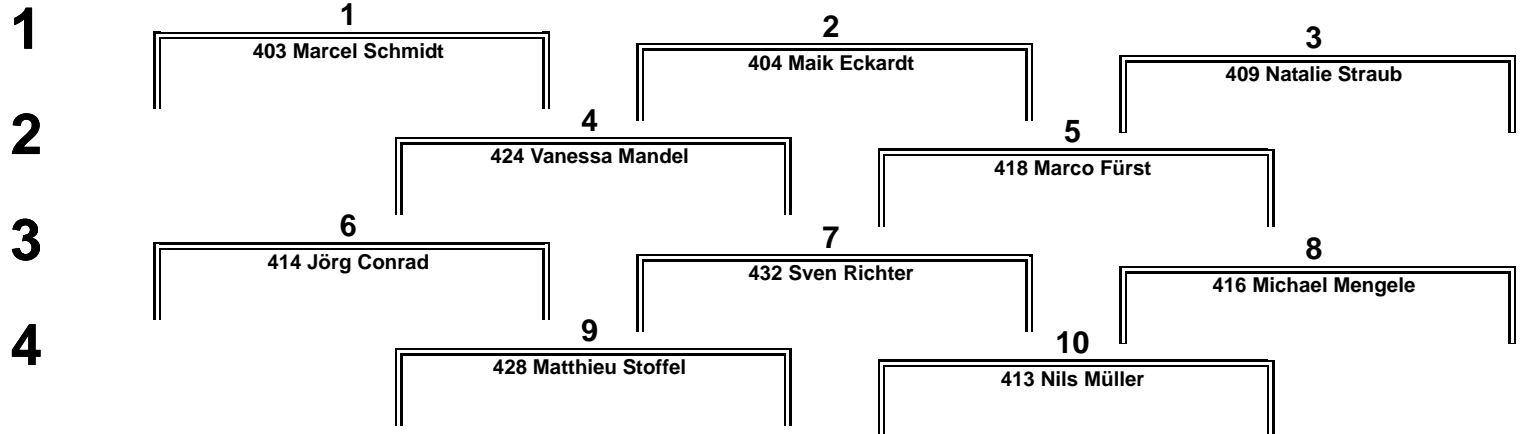 1
1
403 Marcel Schmidt
2
404 Maik Eckardt
3
409 Natalie Straub
2
4
424 Vanessa Mandel
5
418 Marco Fürst
3
6
414 Jörg Conrad
7
432 Sven Richter
8
416 Michael Mengele
4
9
428 Matthieu Stoffel
10
413 Nils Müller